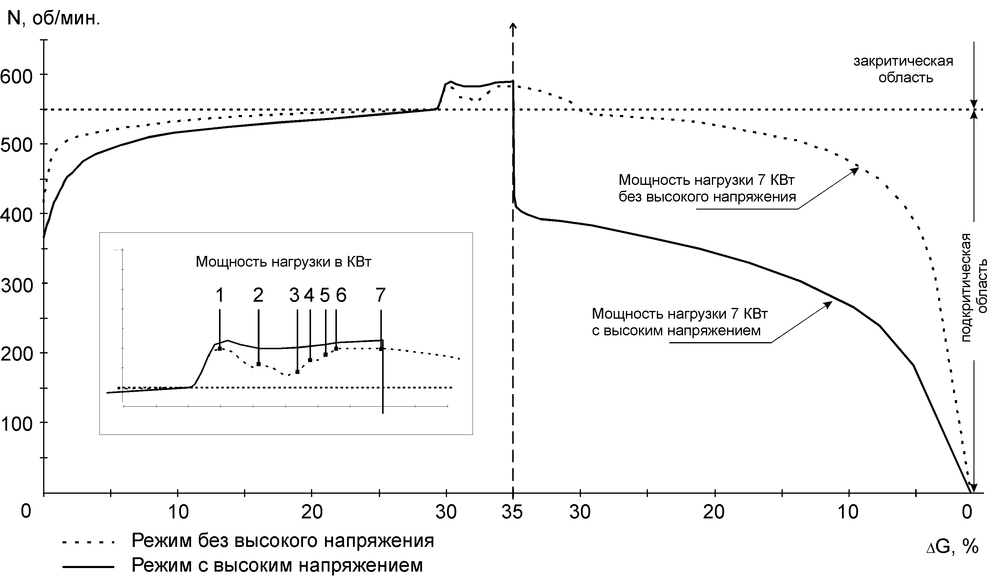 N, об/мин.
закритическая
область
600
500
400
300
200
100
Мощность нагрузки 7 КВт
без высокого напряжения
Мощность нагрузки в КВт
1 2 3 4 5 6 7
Мощность нагрузки 7 КВт
с высоким напряжением
подкритическая
область
0 10 20 30 35 30 20 10 0
Режим без высокого напряжения
Режим с высоким напряжением
ΔG, %